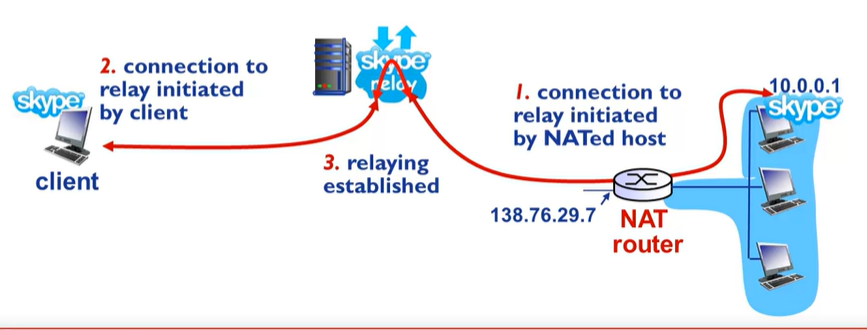 2. connection to
relay initiated
by client
skype
client
skype
relay
3. relaying
established
1. connection to
relay initiated
by NATed host
138.76.29.7
NAT
router
10.0.0.1
skype